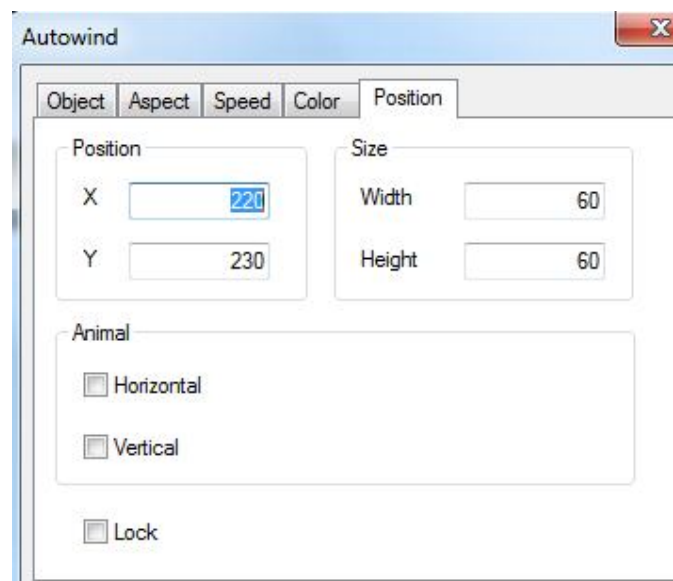 Autowind
Object Aspect Speed Color Position
Position
X 220
Y 230
Size
Width 60
Height 60
Animal
Horizontal
Vertical
Lock